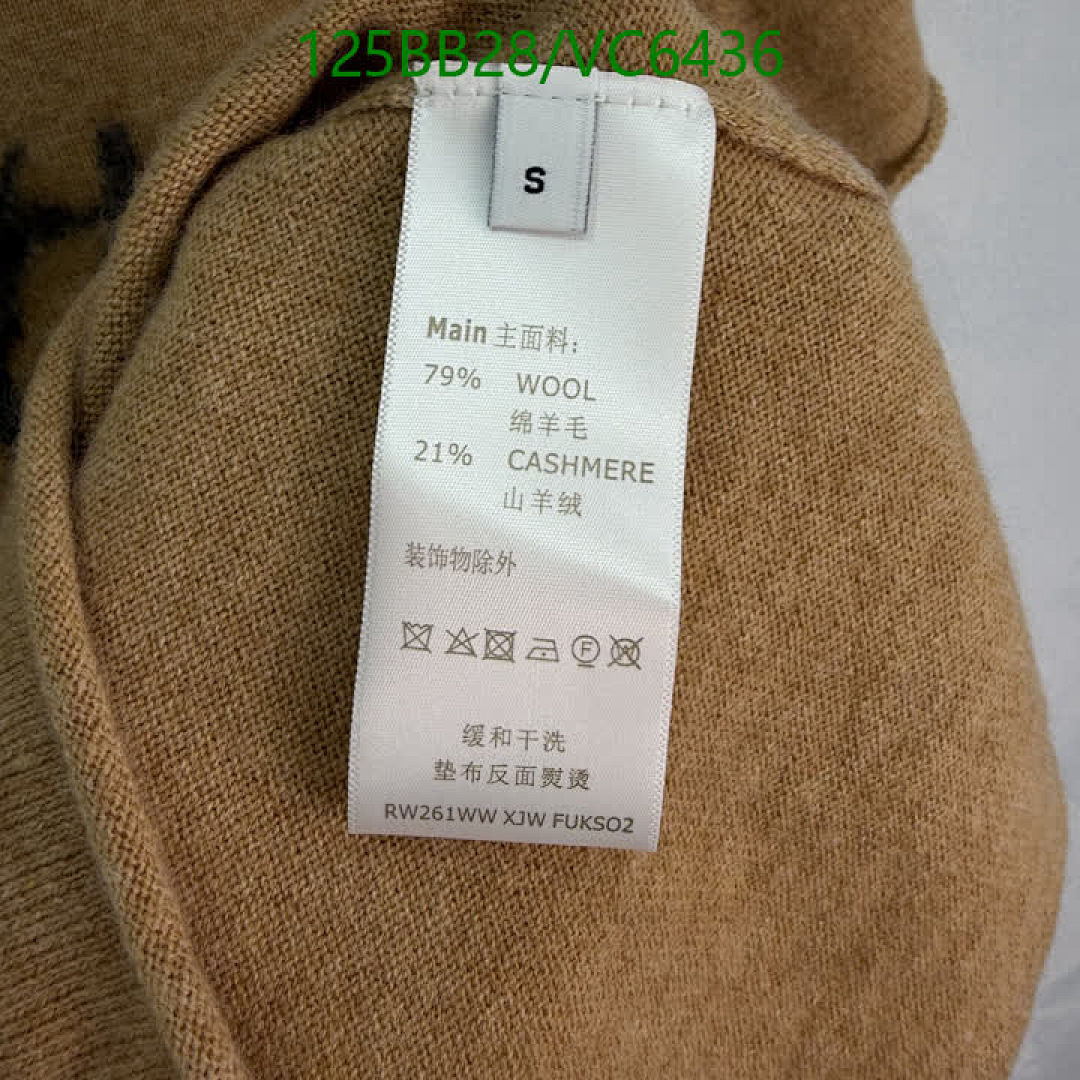 125BB28/VC6436
S
Main 主面料:
79% WOOL
绵羊毛
21% CASHMERE
山羊绒
装饰物除外
F
W
缓和干洗
垫布反面熨烫
RW261WW XJW FUKSO2